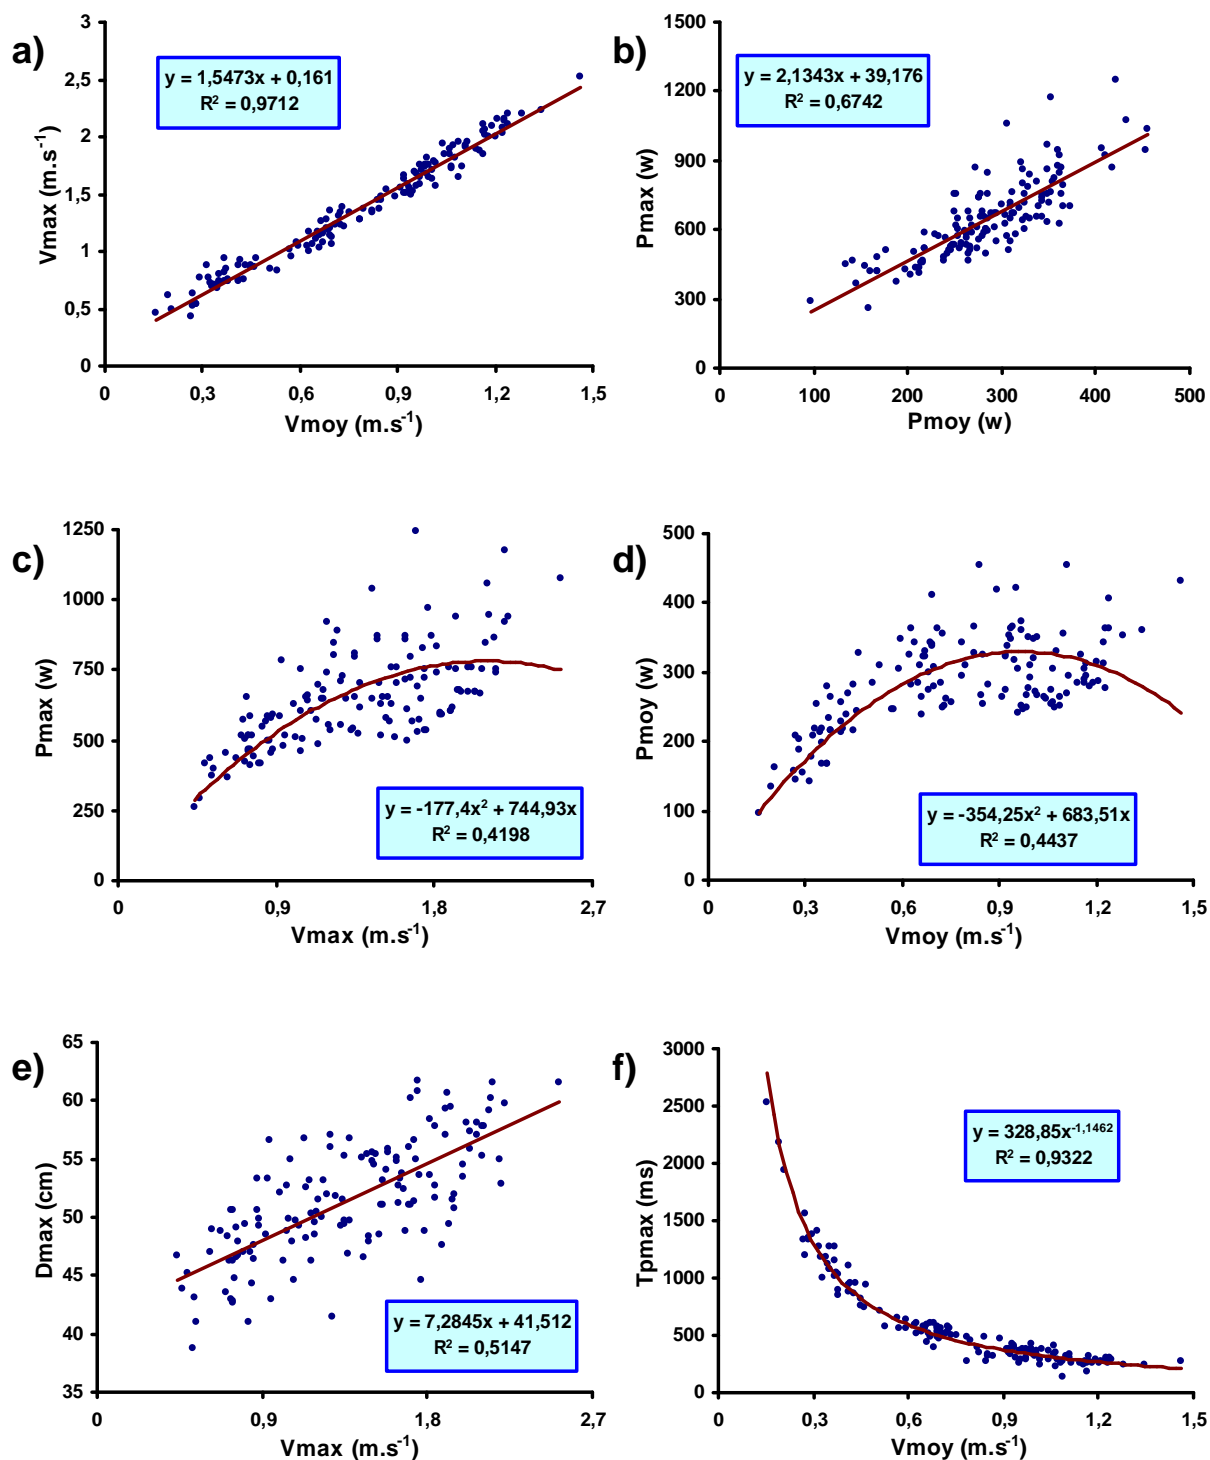 a)
y = 1,5473x + 0,161
R² = 0,9712
Vmax (m.s⁻¹)
3
2,5
2
1,5
1
0,5
0
0 0,3 0,6 0,9 1,2 1,5
Vmoy (m.s⁻¹)
b)
y = 2,1343x + 39,176
R² = 0,6742
Pmax (w)
1500
1200
900
600
300
0
0 100 200 300 400 500
Pmoy (w)
c)
Pmax (w)
1250
1000
750
500
250
0
y = -177,4x² + 744,93x
R² = 0,4198
0 0,9 1,8 2,7
Vmax (m.s⁻¹)
d)
Pmoy (w)
500
400
300
200
100
0
y = -354,25x² + 683,51x
R² = 0,4437
0 0,3 0,6 0,9 1,2 1,5
Vmoy (m.s⁻¹)
e)
Dmax (cm)
65
60
55
50
45
40
35
y = 7,2845x + 41,512
R² = 0,5147
0 0,9 1,8 2,7
Vmax (m.s⁻¹)
f)
Tpmax (ms)
3000
2500
2000
1500
1000
500
0
y = 328,85x⁻¹,¹⁴⁶²
R² = 0,9322
0 0,3 0,6 0,9 1,2 1,5
Vmoy (m.s⁻¹)